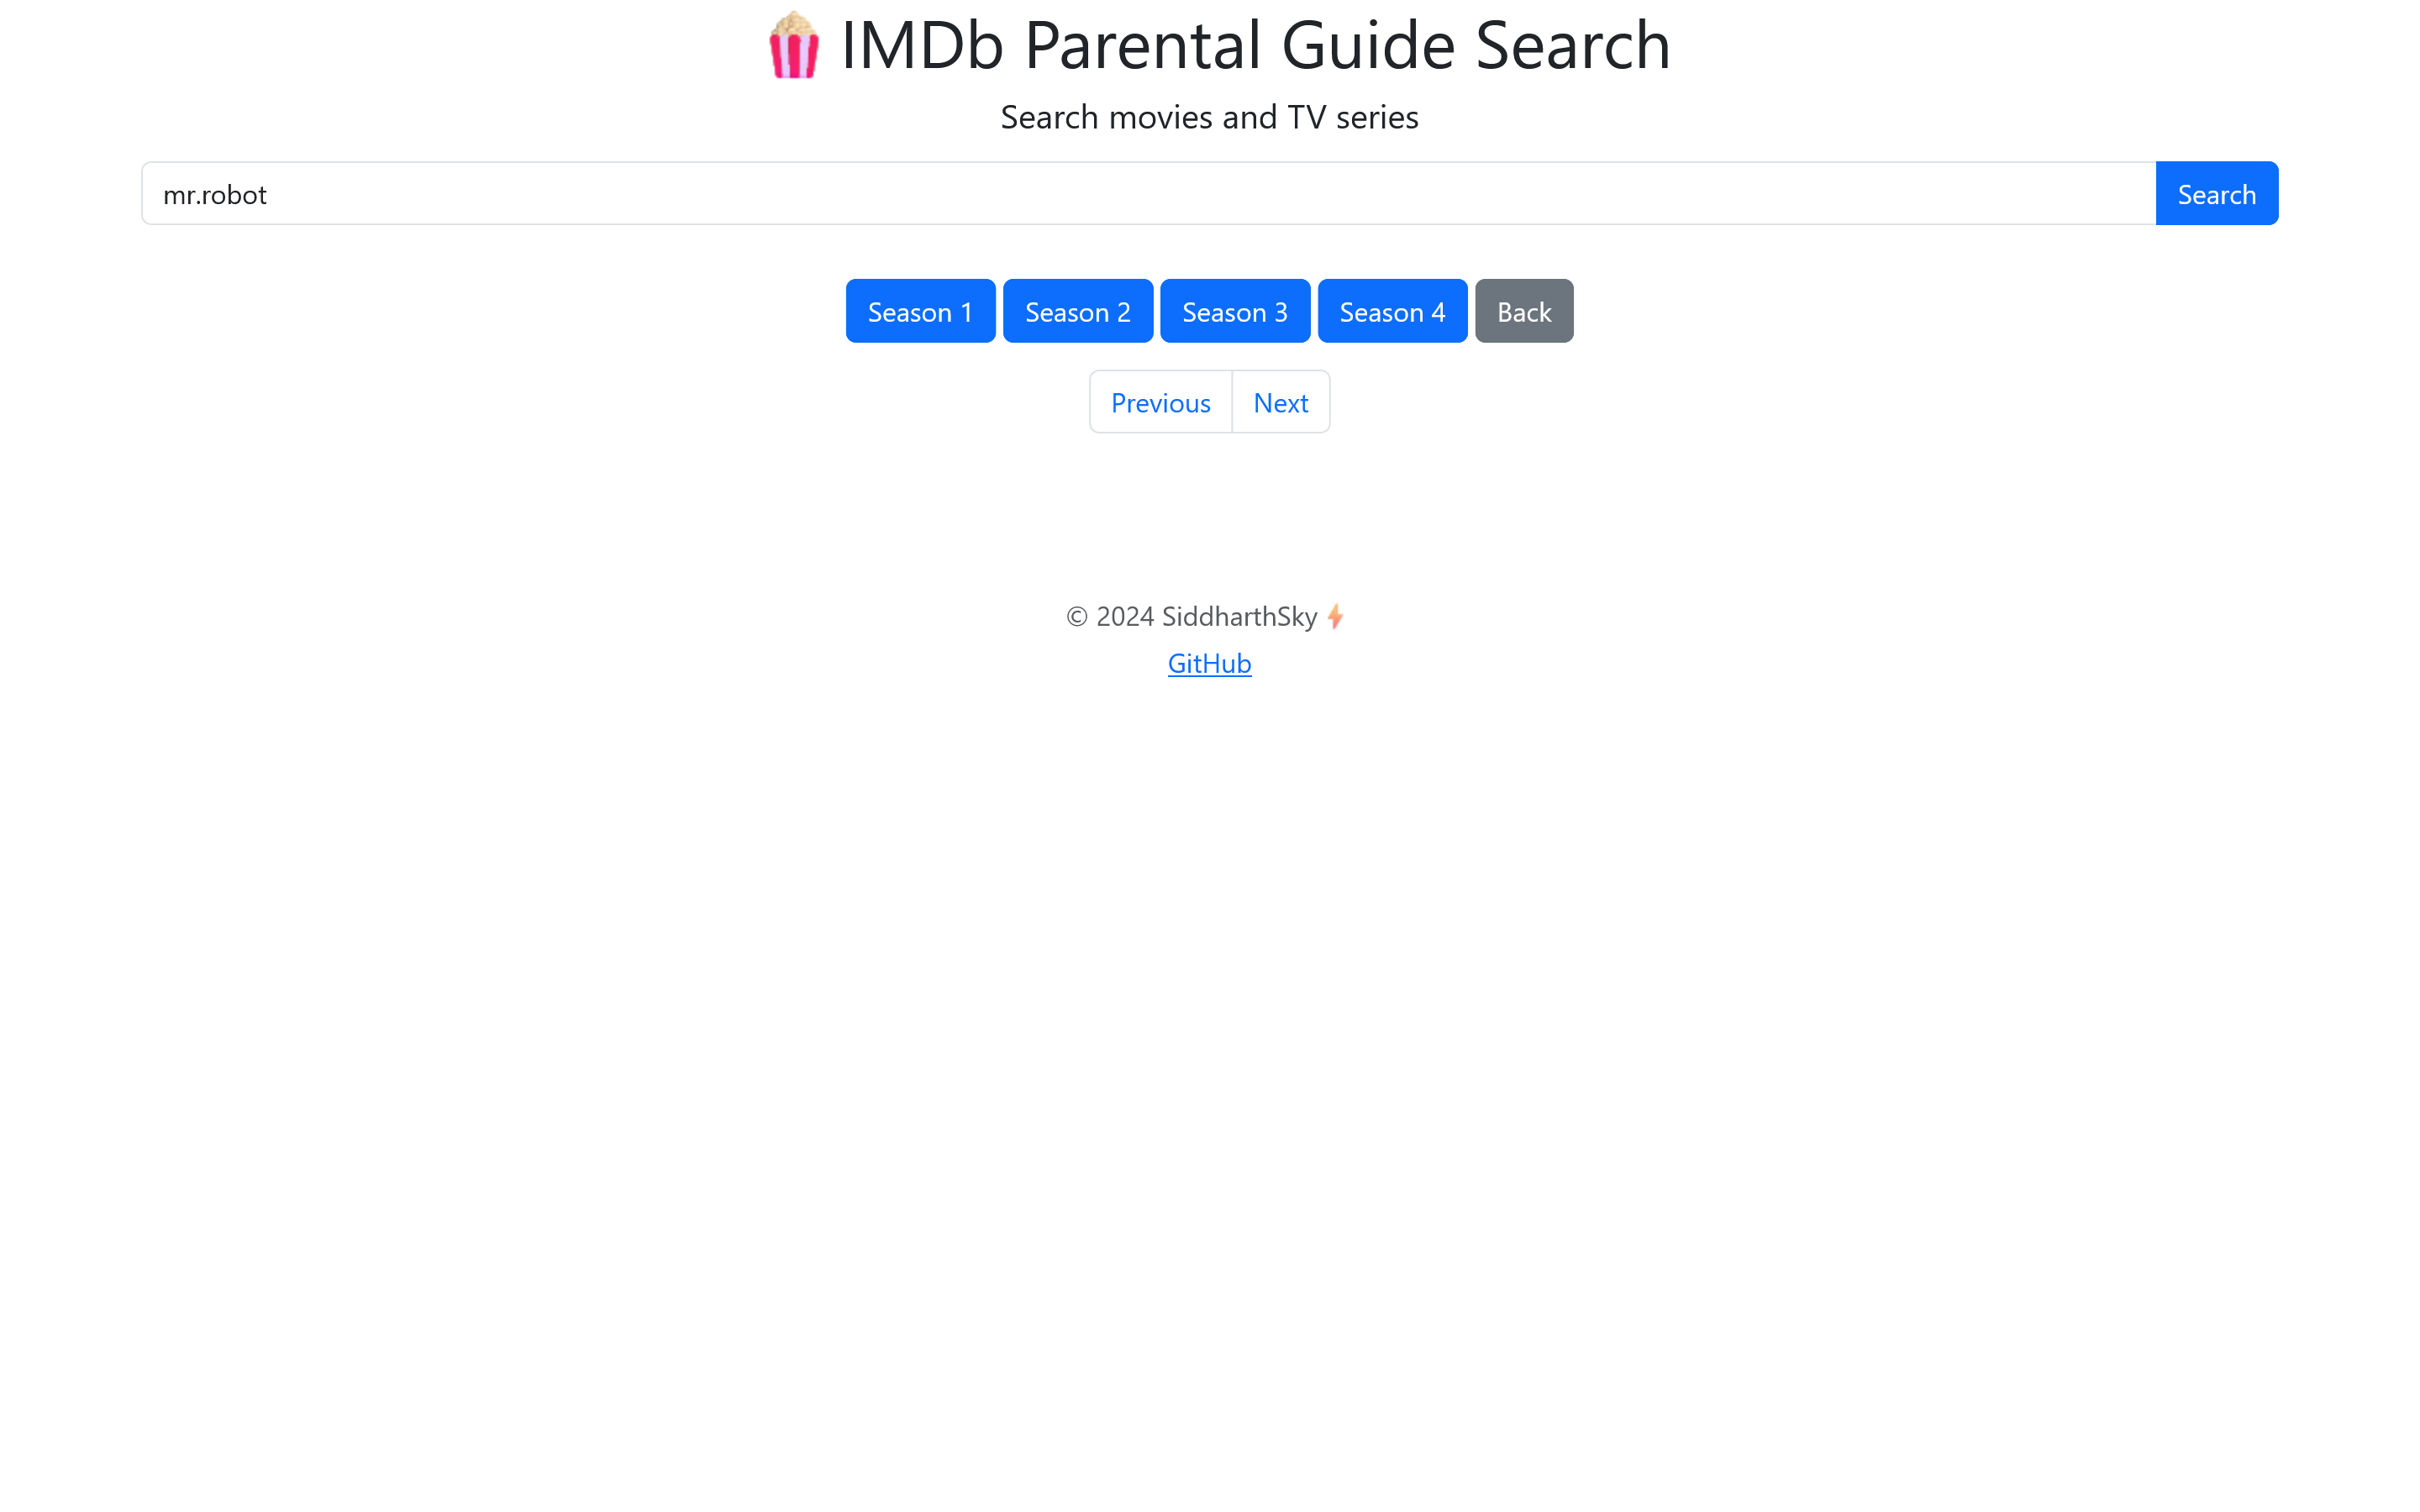 IMDb Parental Guide Search
Search movies and TV series
mr.robot Search
Season 1 Season 2 Season 3 Season 4 Back
Previous Next
© 2024 SiddharthSky
GitHub